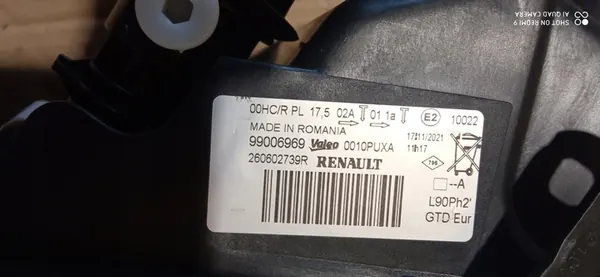 SHOT ON REDMI 9
AI QUAD CAMERA
00HC/R PL 17,5 02A 01 1a E2 10022
MADE IN ROMANIA 17/11/2021
99006969 Valeo 0010PUXA 11h17
260602739R RENAULT
--A
L90Ph2'
GTD Eur